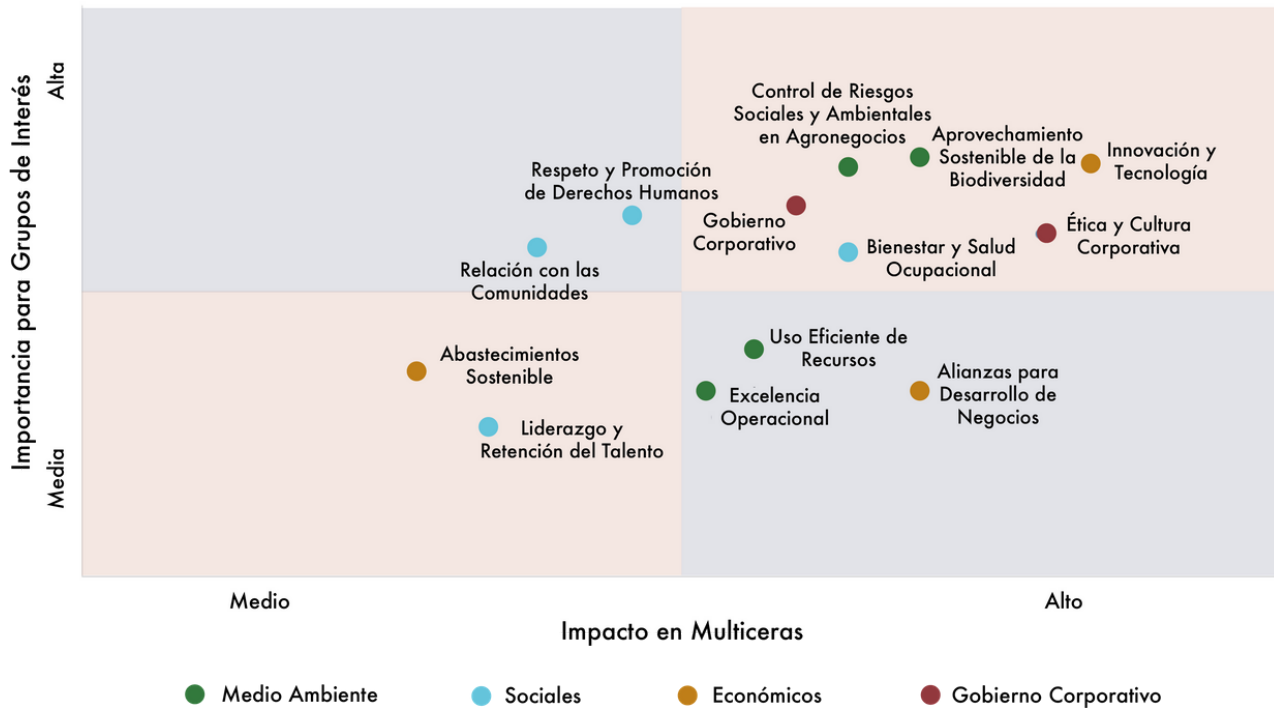 Importancia para Grupos de Interés
Alta
Media
Control de Riesgos
Sociales y Ambientales
en Agronegocios
Aprovechamiento
Sostenible de la
Biodiversidad
Innovación y
Tecnología
Respeto y Promoción
de Derechos Humanos
Gobierno
Corporativo
Ética y Cultura
Corporativa
Bienestar y Salud
Ocupacional
Relación con las
Comunidades
Uso Eficiente de
Recursos
Abastecimientos
Sostenible
Alianzas para
Desarrollo de
Negocios
Excelencia
Operacional
Liderazgo y
Retención del Talento
Medio
Alto
Impacto en Multiceras
Medio Ambiente
Sociales
Económicos
Gobierno Corporativo